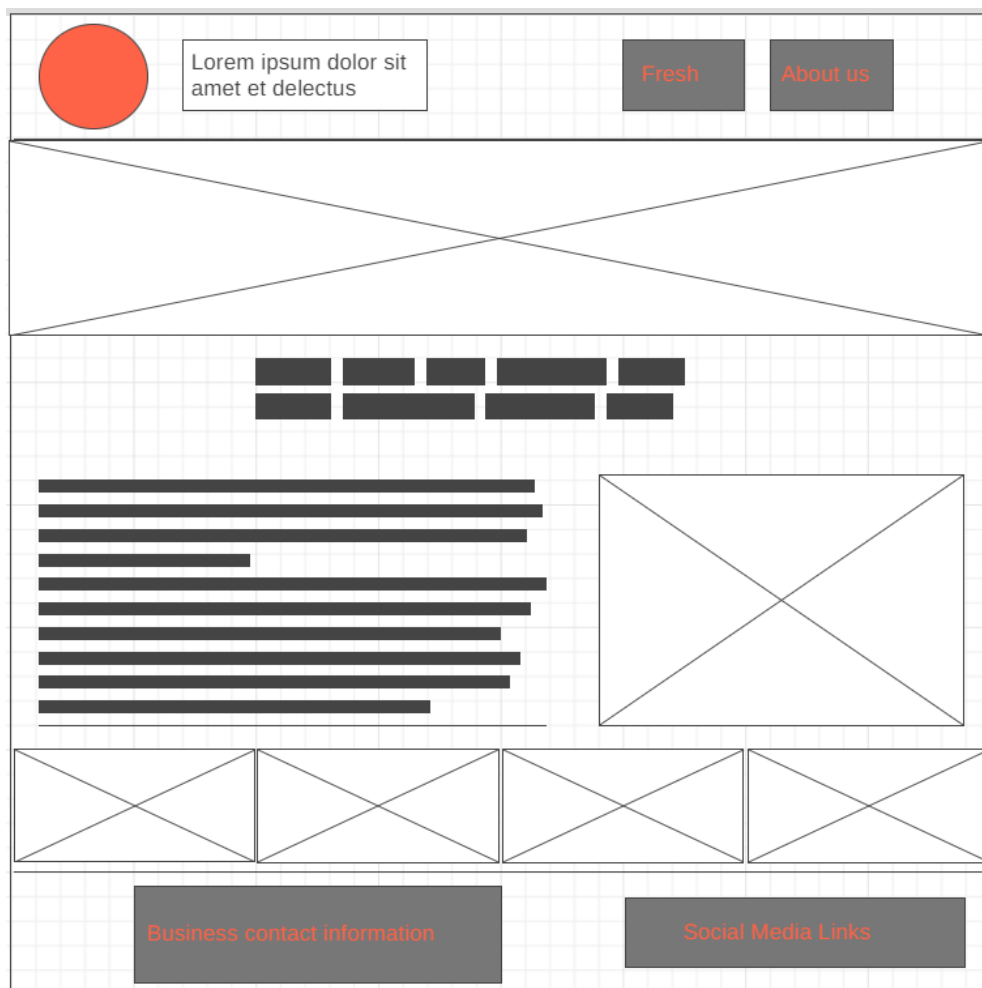 Lorem ipsum dolor sit
amet et delectus
Fresh
About us
Business contact information
Social Media Links